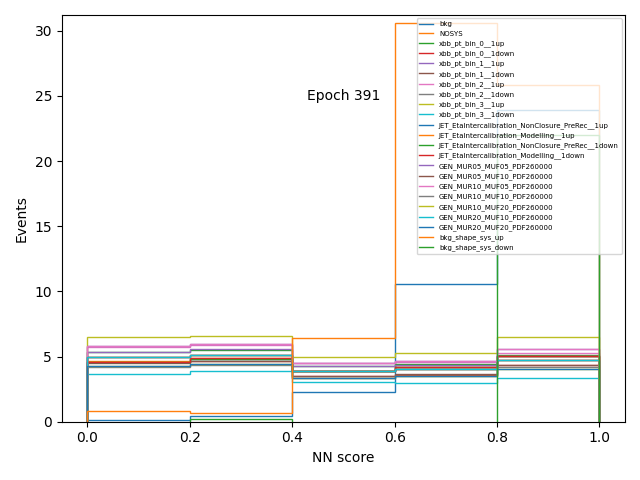 30
25
20
15
10
5
0
Events
Epoch 391
bkg
NOSYS
xbb_pt_bin_0__1up
xbb_pt_bin_0__1down
xbb_pt_bin_1__1up
xbb_pt_bin_1__1down
xbb_pt_bin_2__1up
xbb_pt_bin_2__1down
xbb_pt_bin_3__1up
xbb_pt_bin_3__1down
JET_EtaIntercalibration_NonClosure_PreRec__1up
JET_EtaIntercalibration_Modelling__1up
JET_EtaIntercalibration_NonClosure_PreRec__1down
JET_EtaIntercalibration_Modelling__1down
GEN_MUR05_MUF05_PDF260000
GEN_MUR05_MUF10_PDF260000
GEN_MUR10_MUF05_PDF260000
GEN_MUR10_MUF10_PDF260000
GEN_MUR10_MUF20_PDF260000
GEN_MUR20_MUF10_PDF260000
GEN_MUR20_MUF20_PDF260000
bkg_shape_sys_up
bkg_shape_sys_down
0.0 0.2 0.4 0.6 0.8 1.0
NN score